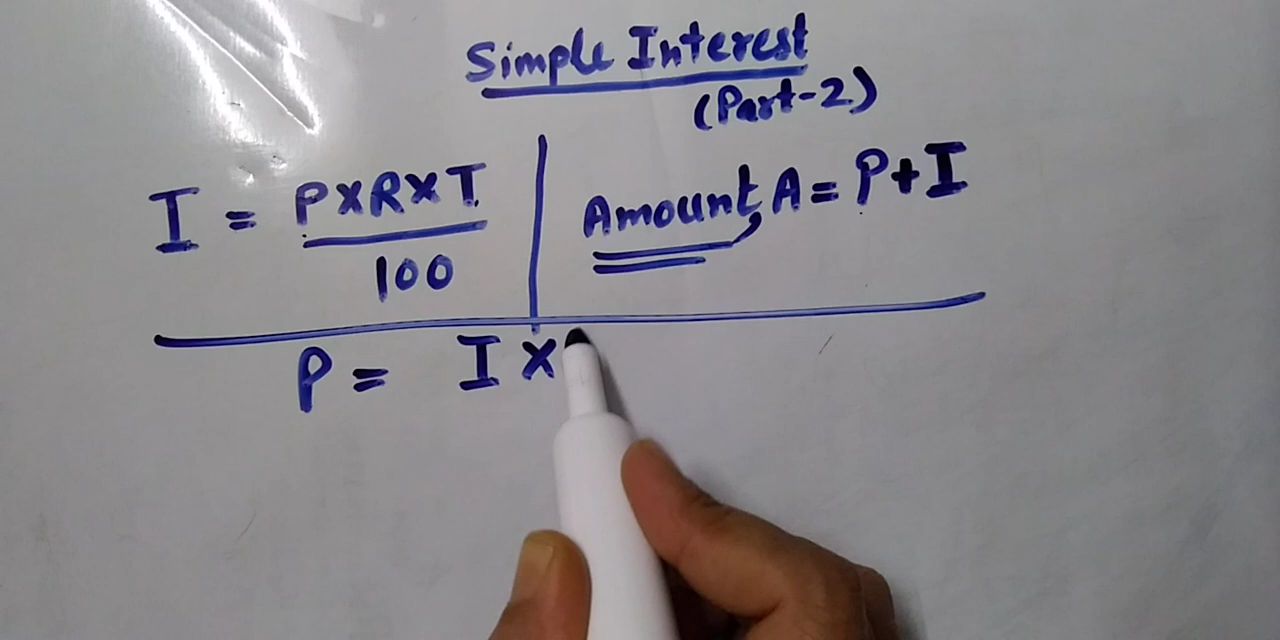 Simple Interest
(Part-2)
I = P×R×T
100
Amount, A = P+I
P = I ×